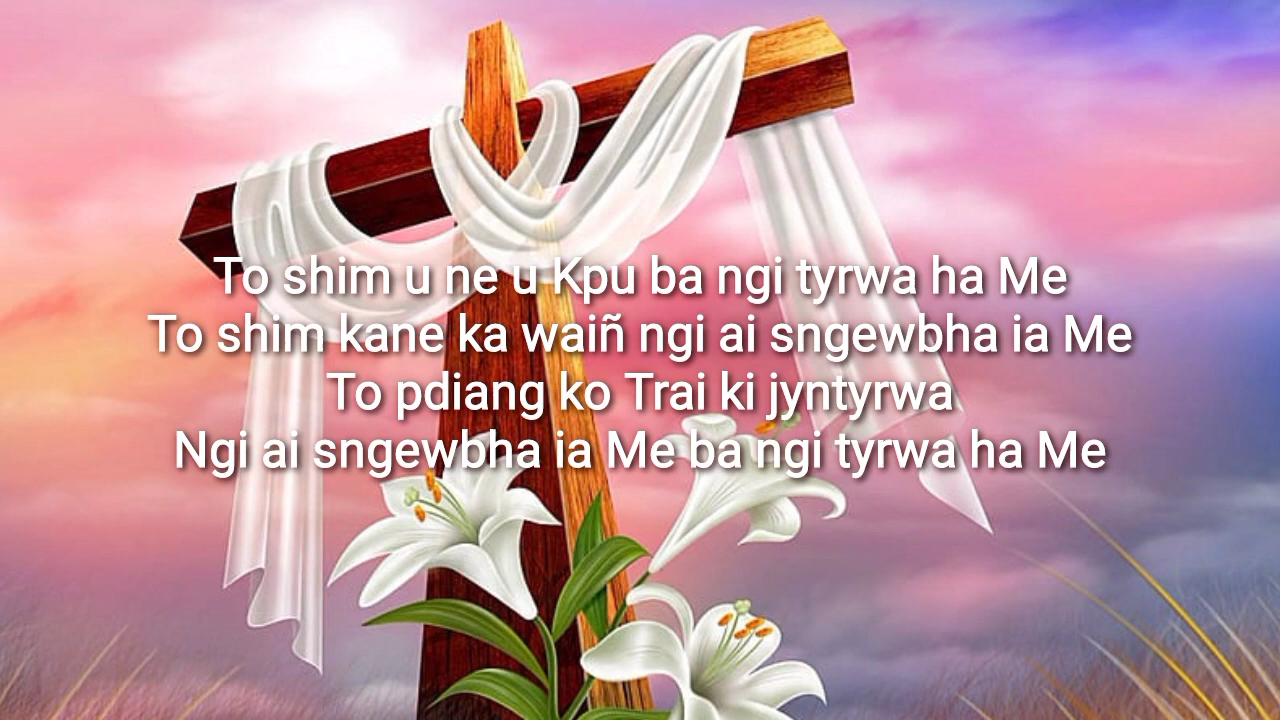 To shim u ne u Kpu ba ngi tyrwa ha Me
To shim kane ka waiñ ngi ai sngewbha ia Me
To pdiang ko Trai ki jyntyrwa
Ngi ai sngewbha ia Me ba ngi tyrwa ha Me